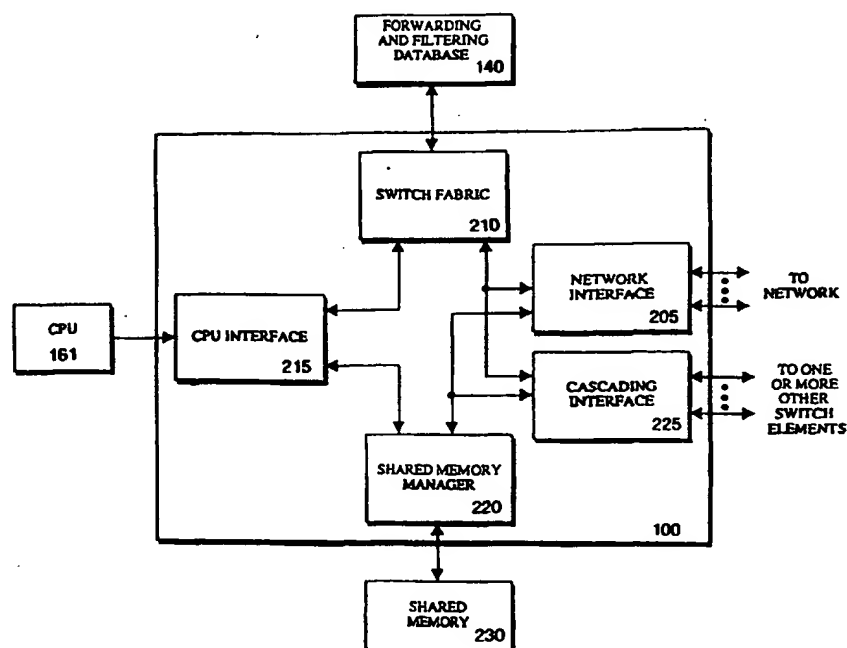 FORWARDING
AND FILTERING
DATABASE
140
SWITCH FABRIC
210
NETWORK
INTERFACE
205
TO
NETWORK
CPU
161
CPU INTERFACE
215
CASCADING
INTERFACE
225
TO ONE
OR MORE
OTHER
SWITCH
ELEMENTS
SHARED MEMORY
MANAGER
220
100
SHARED
MEMORY
230